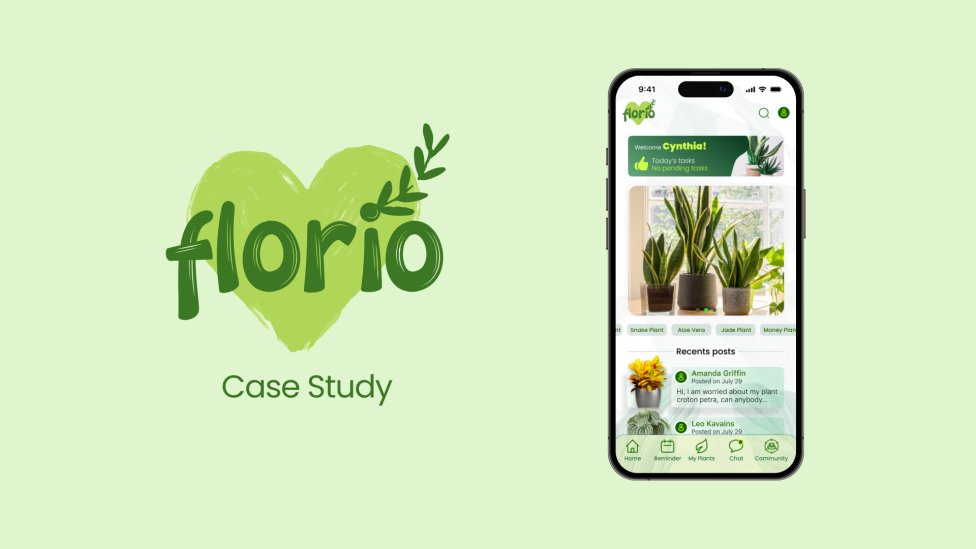 florio
Case Study
9:41
florio
Welcome Cynthia!
Today's tasks
No pending tasks
nt
Snake Plant
Aloe Vera
Jade Plant
Money Plan
Recents posts
Amanda Griffin
Posted on July 29
Hi, i am worried about my plant
croton petra, can anybody...
Leo Kavains
Posted on July 29
Home
Reminder
My Plants
Chat
Community